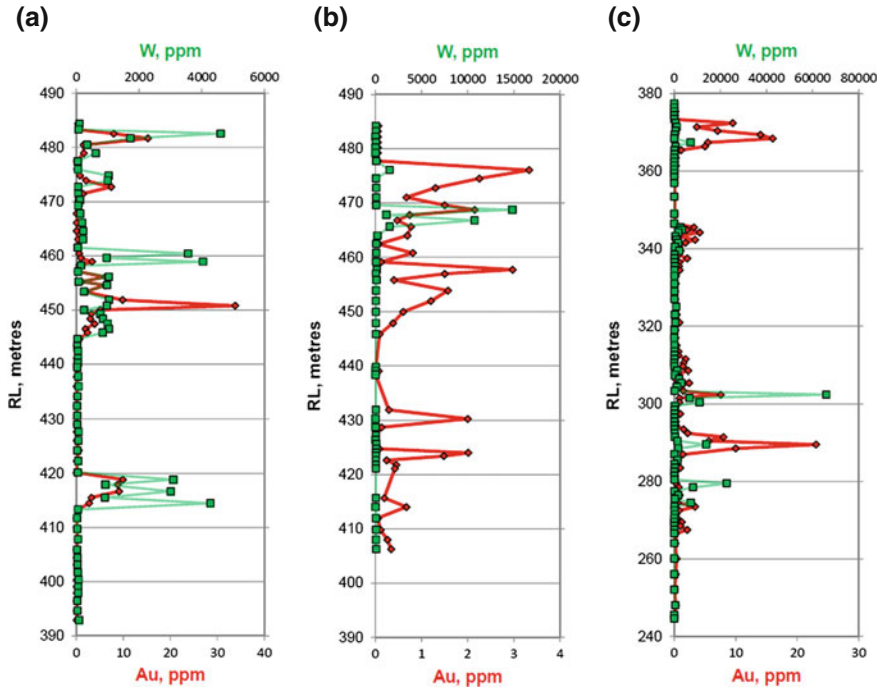 (a)
W, ppm
0 2000 4000 6000
490
480
470
460
450
440
430
420
410
400
390
RL, metres
0 10 20 30 40
Au, ppm
(b)
W, ppm
0 5000 10000 15000 20000
490
480
470
460
450
440
430
420
410
400
390
RL, metres
0 1 2 3 4
Au, ppm
(c)
W, ppm
0 20000 40000 60000 80000
380
360
340
320
300
280
260
240
RL, metres
0 10 20 30
Au, ppm